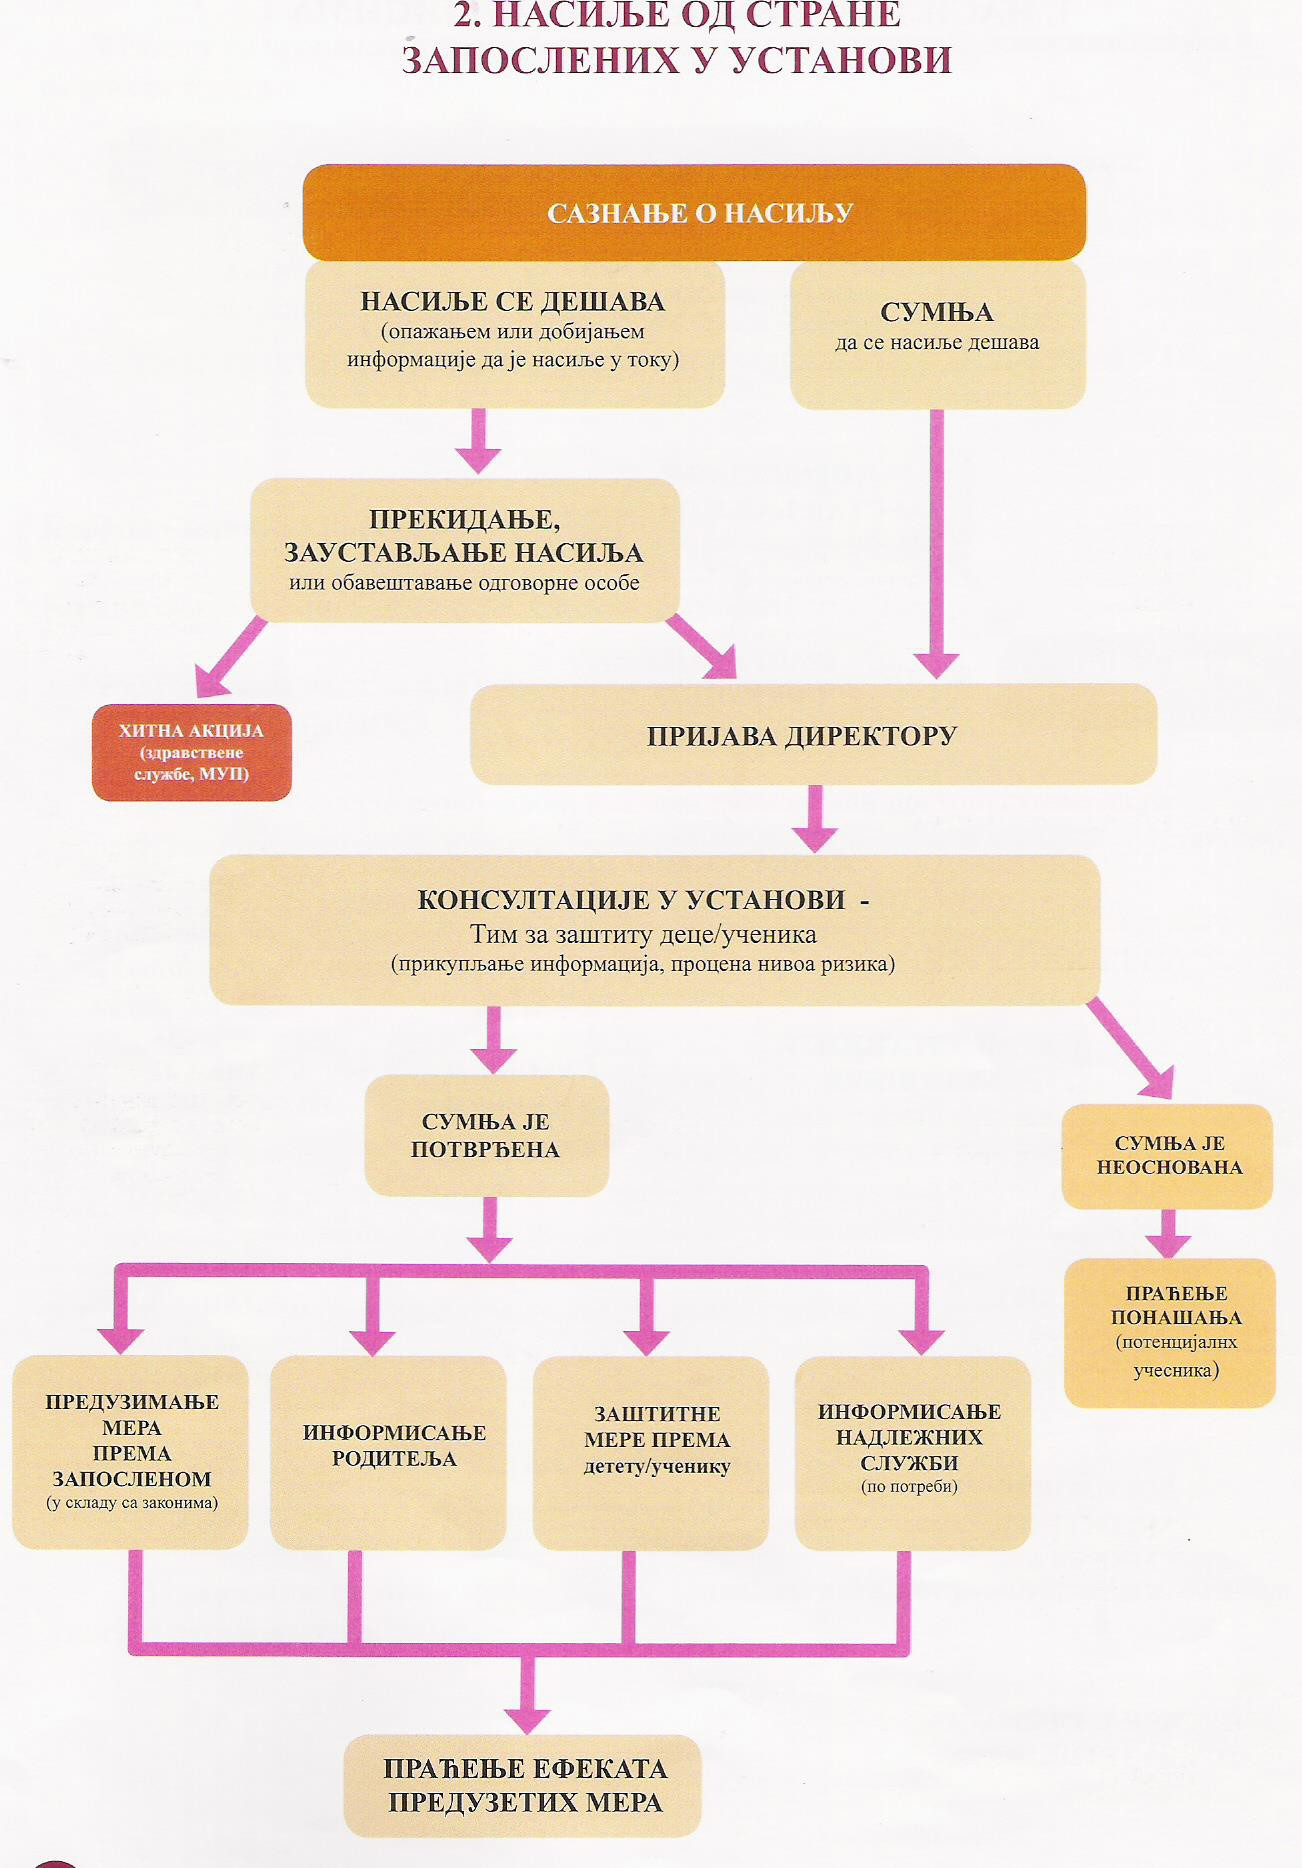 2. НАСИЉЕ ОД СТРАНЕ
ЗАПОСЛЕНИХ У УСТАНОВИ
САЗНАЊЕ О НАСИЉУ
НАСИЉЕ СЕ ДЕШАВА
(опажањем или добијањем
информације да је насиље у току)
СУМЊА
да се насиље дешава
ПРЕКИДАЊЕ,
ЗАУСТАВЉАЊЕ НАСИЉА
или обавештавање одговорне особе
ХИТНА АКЦИЈА
(здравствене
службе, МУП)
ПРИЈАВА ДИРЕКТОРУ
КОНСУЛТАЦИЈЕ У УСТАНОВИ -
Тим за заштиту деце/ученика
(прикупљање информација, процена нивоа ризика)
СУМЊА ЈЕ
ПОТВРЂЕНА
СУМЊА ЈЕ
НЕОСНОВАНА
ПРАЋЕЊЕ
ПОНАШАЊА
(потенцијалнх
учесника)
ПРЕДУЗИМАЊЕ
МЕРА
ПРЕМА
ЗАПОСЛЕНОМ
(у складу са законима)
ИНФОРМИСАЊЕ
РОДИТЕЉА
ЗАШТИТНЕ
МЕРЕ ПРЕМА
детету/ученику
ИНФОРМИСАЊЕ
НАДЛЕЖНИХ
СЛУЖБИ
(по потреби)
ПРАЋЕЊЕ ЕФЕКАТА
ПРЕДУЗЕТИХ МЕРА